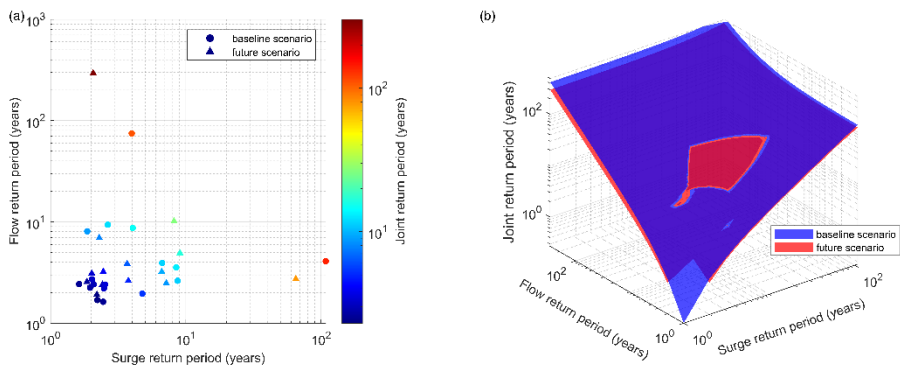 (a)
10³
10²
10¹
10⁰
Flow return period (years)
10⁰
10¹
10²
Surge return period (years)
baseline scenario
future scenario
10²
10¹
Joint return period (years)
(b)
Joint return period (years)
10²
10⁰
10²
Flow return period (years)
10⁰
10⁰
Surge return period (years)
10²
baseline scenario
future scenario